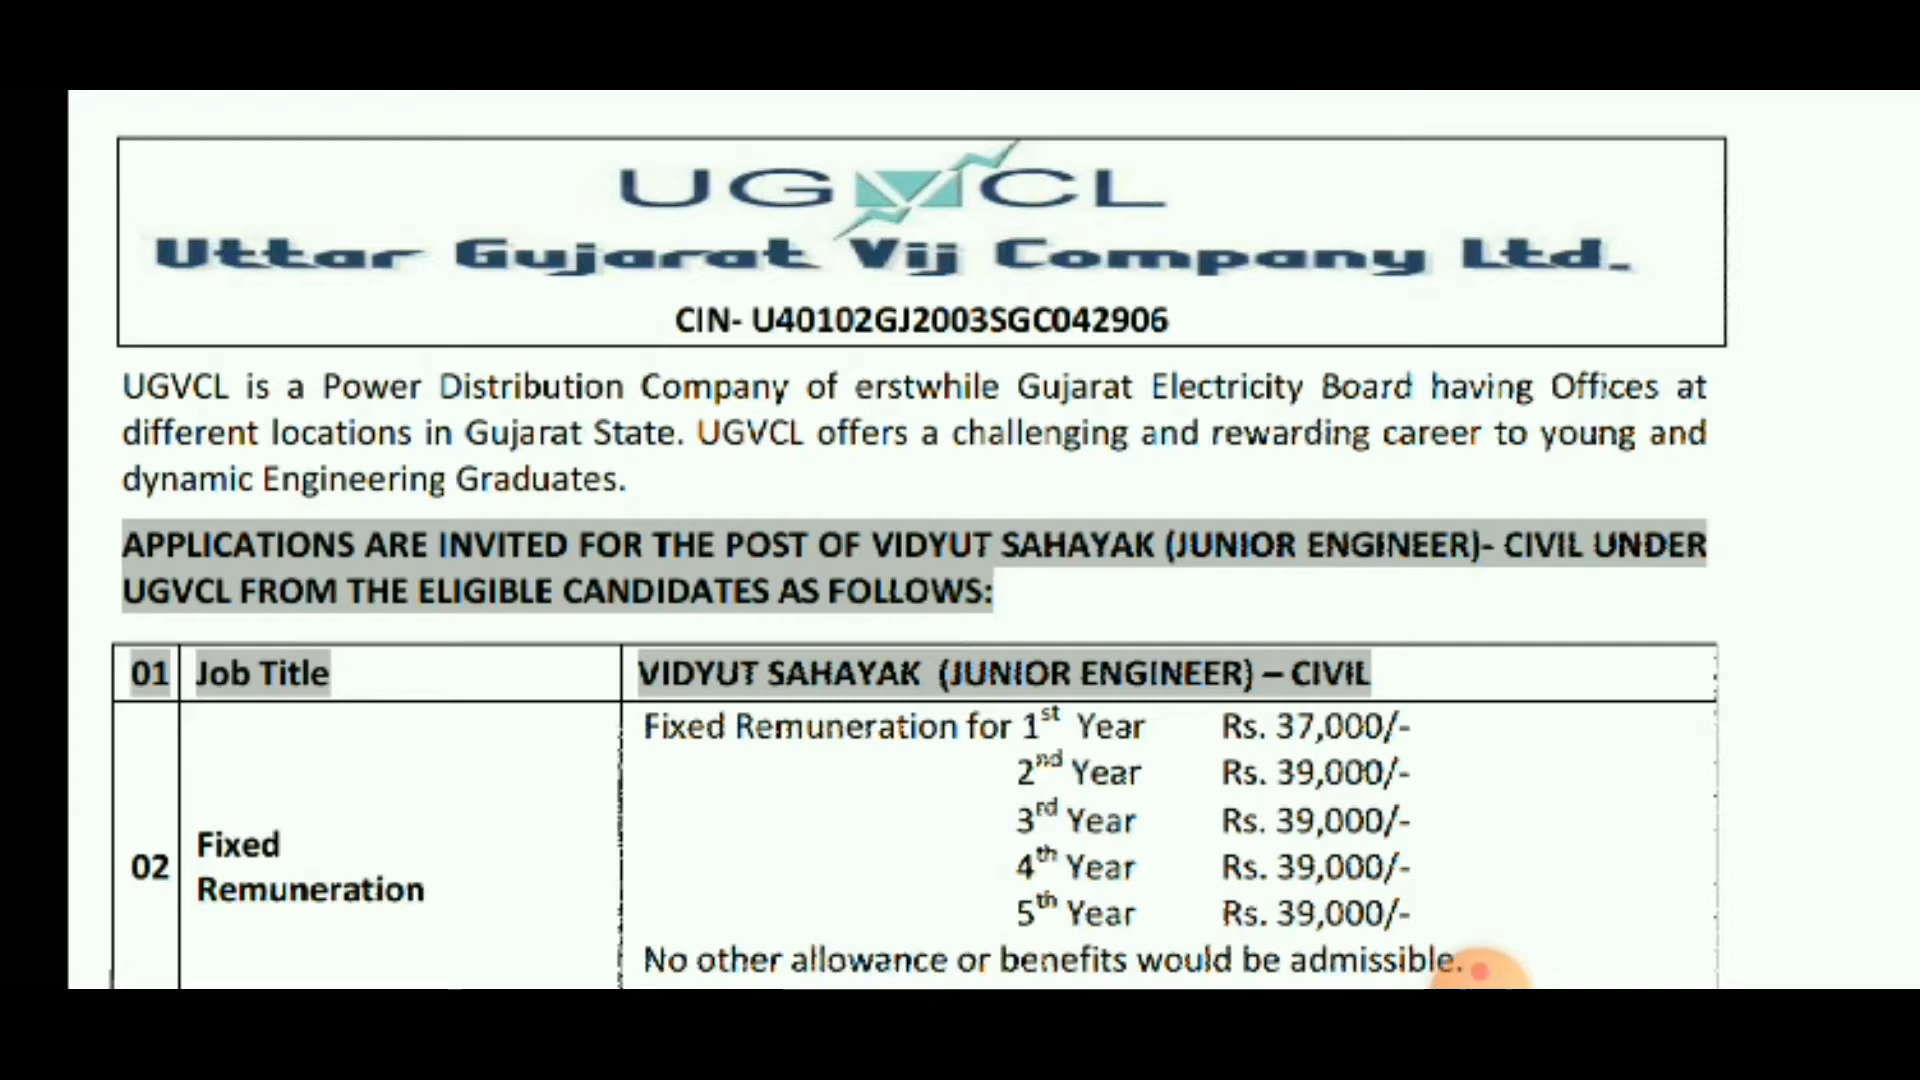 UGVCL
Uttar Gujarat Vij Company Ltd.
CIN- U40102GJ2003SGC042906
UGVCL is a Power Distribution Company of erstwhile Gujarat Electricity Board having Offices at
different locations in Gujarat State. UGVCL offers a challenging and rewarding career to young and
dynamic Engineering Graduates.
APPLICATIONS ARE INVITED FOR THE POST OF VIDYUT SAHAYAK (JUNIOR ENGINEER)- CIVIL UNDER
UGVCL FROM THE ELIGIBLE CANDIDATES AS FOLLOWS:
01 Job Title VIDYUT SAHAYAK (JUNIOR ENGINEER) – CIVIL
02 Fixed Remuneration
Fixed Remuneration for 1st Year Rs. 37,000/-
2nd Year Rs. 39,000/-
3rd Year Rs. 39,000/-
4th Year Rs. 39,000/-
5th Year Rs. 39,000/-
No other allowance or benefits would be admissible.